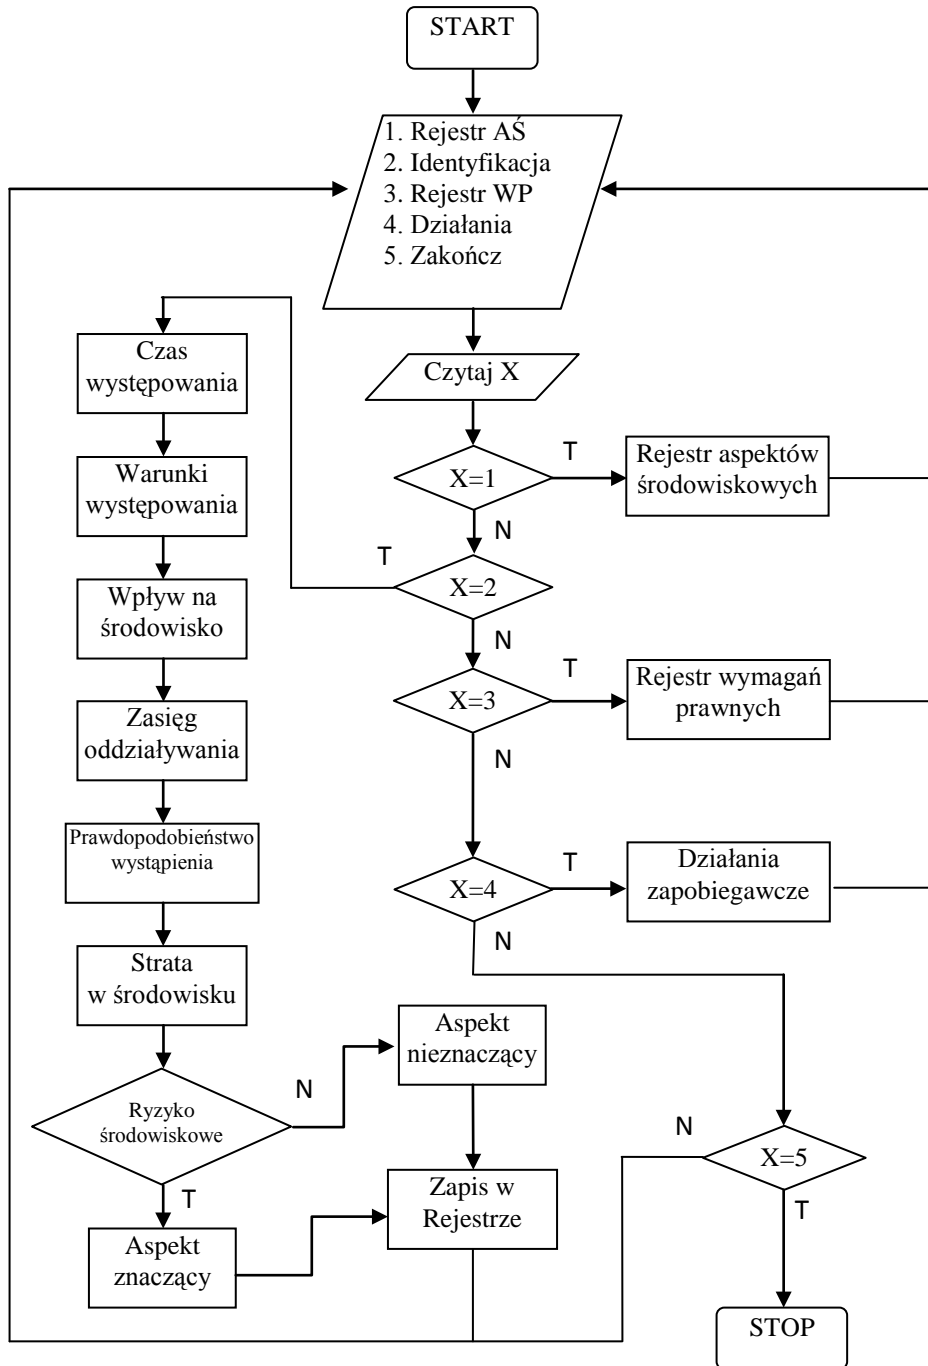 START
1. Rejestr AŚ
2. Identyfikacja
3. Rejestr WP
4. Działania
5. Zakończ
Czas
występowania
Czytaj X
Warunki
występowania
X=1
T
Rejestr aspektów
środowiskowych
N
T
X=2
Wpływ na
środowisko
N
X=3
T
Rejestr wymagań
prawnych
N
Zasięg
oddziaływania
Prawdopodobieństwo
wystąpienia
X=4
T
Działania
zapobiegawcze
N
Strata
w środowisku
Aspekt
nieznaczący
N
Ryzyko
środowiskowe
T
N
X=5
T
Zapis w
Rejestrze
Aspekt
znaczący
STOP